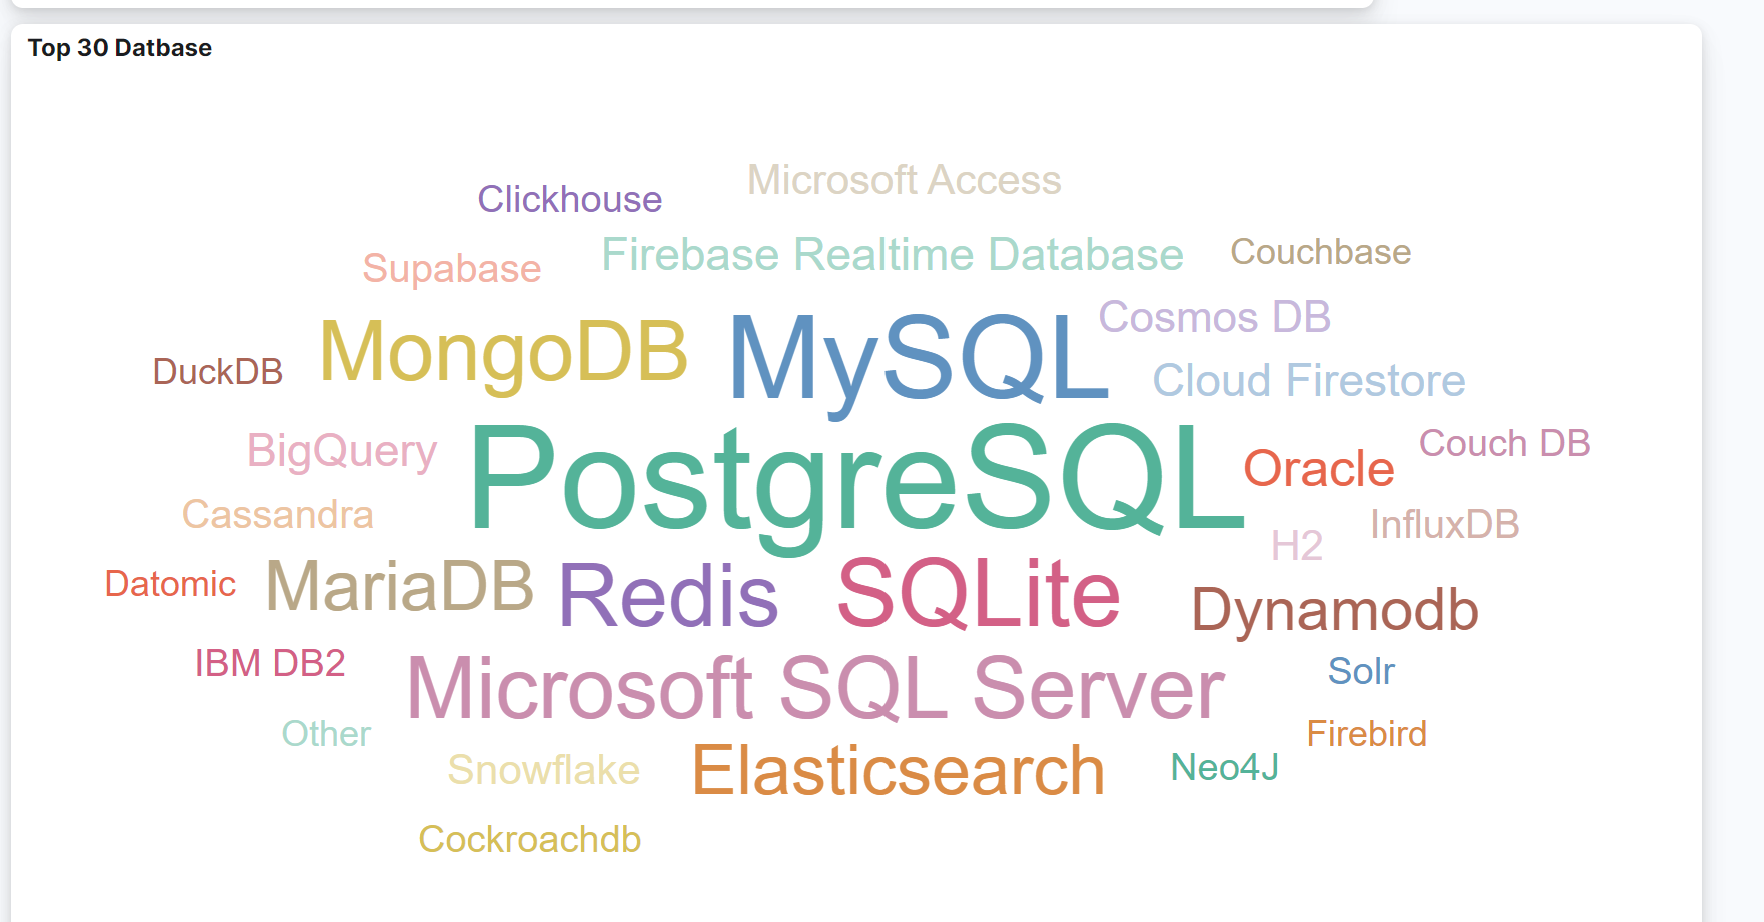 Top 30 Datbase
Microsoft Access
Clickhouse
Firebase Realtime Database
Couchbase
Supabase
Cosmos DB
MongoDB
MySQL
DuckDB
Cloud Firestore
BigQuery
PostgreSQL
Oracle
Couch DB
Cassandra
InfluxDB
H2
Datomic
MariaDB
Redis
SQLite
Dynamodb
IBM DB2
Microsoft SQL Server
Solr
Other
Firebird
Snowflake
Elasticsearch
Neo4J
Cockroachdb